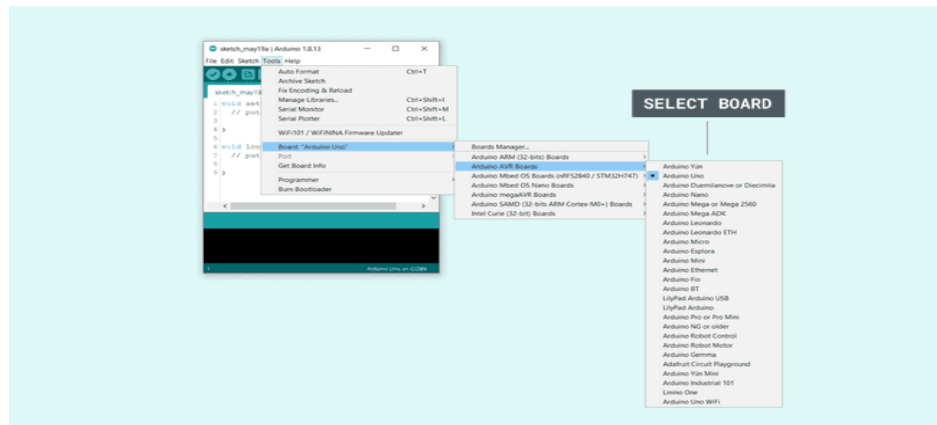 sketch_may19a | Arduino 1.8.13
File Edit Sketch Tools Help
sketch_may19
1 void set
2 // put
3
4 }
5
6 void loo
7 // put
8
9 }
Auto Format Ctrl+T
Archive Sketch
Fix Encoding & Reload
Manage Libraries... Ctrl+Shift+I
Serial Monitor Ctrl+Shift+M
Serial Plotter Ctrl+Shift+L
WiFi101 / WiFiNINA Firmware Updater
Board: "Arduino Uno"
Port
Get Board Info
Programmer
Burn Bootloader
Boards Manager...
Arduino ARM (32-bits) Boards
Arduino AVR Boards
Arduino Mbed OS Boards (nRF52840 / STM32H747)
Arduino Mbed OS Nano Boards
Arduino megaAVR Boards
Arduino SAMD (32-bits ARM Cortex-M0+) Boards
Intel Curie (32-bit) Boards
SELECT BOARD
Arduino Yún
Arduino Uno
Arduino Duemilanove or Diecimila
Arduino Nano
Arduino Mega or Mega 2560
Arduino Mega ADK
Arduino Leonardo
Arduino Leonardo ETH
Arduino Micro
Arduino Esplora
Arduino Mini
Arduino Ethernet
Arduino Fio
Arduino BT
LilyPad Arduino USB
LilyPad Arduino
Arduino Pro or Pro Mini
Arduino NG or older
Arduino Robot Control
Arduino Robot Motor
Arduino Gemma
Adafruit Circuit Playground
Arduino Yún Mini
Arduino Industrial 101
Linino One
Arduino Uno WiFi
1 Arduino Uno on